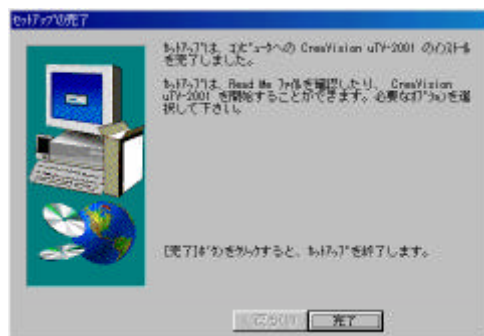 ｾｯﾄｱｯﾌﾟの完了
ｾｯﾄｱｯﾌﾟは、ｺﾝﾋﾟｭｰﾀへの CreaVision uTV-2001 のｲﾝｽﾄｰﾙ
を完了しました。
ｾｯﾄｱｯﾌﾟは、Read Me ﾌｧｲﾙを確認したり、 CreaVision
uTV-2001 を開始することができます。必要なｵﾌﾟｼｮﾝを選
択して下さい。
[完了]ﾎﾞﾀﾝをｸﾘｯｸすると、ｾｯﾄｱｯﾌﾟを終了します。
完了